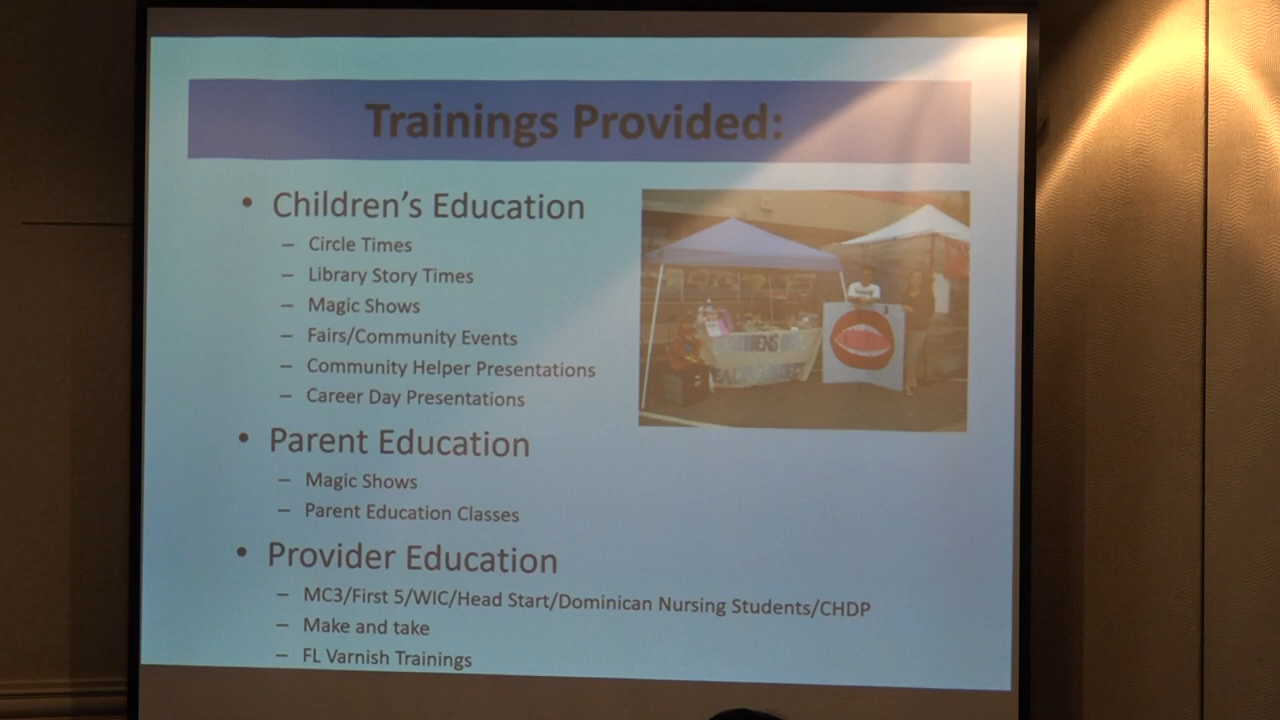 Trainings Provided:
• Children's Education
– Circle Times
– Library Story Times
– Magic Shows
– Fairs/Community Events
– Community Helper Presentations
– Career Day Presentations
• Parent Education
– Magic Shows
– Parent Education Classes
• Provider Education
– MC3/First 5/WIC/Head Start/Dominican Nursing Students/CHDP
– Make and take
– FL Varnish Trainings